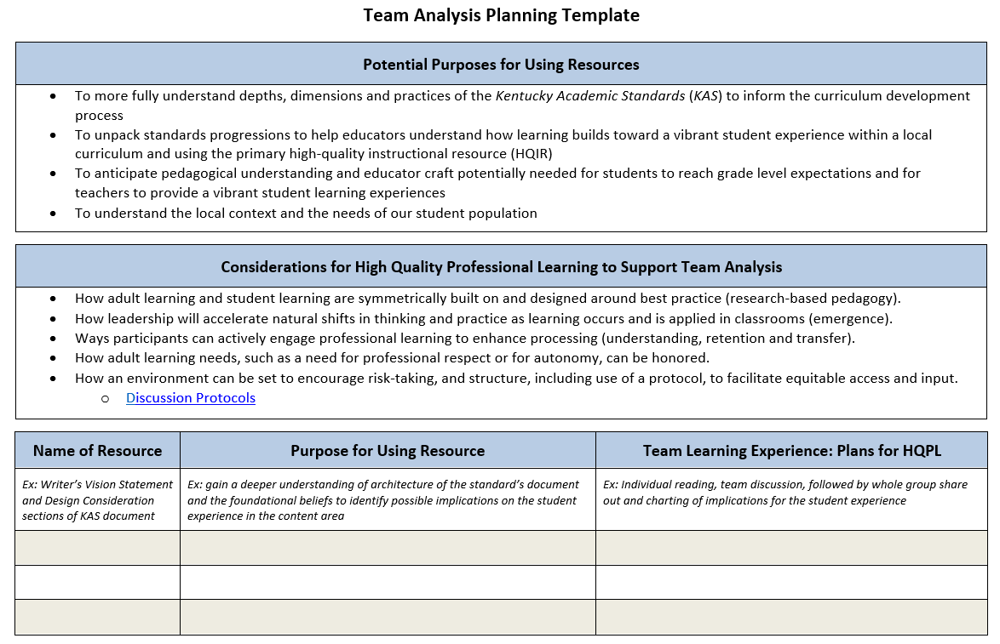 Team Analysis Planning Template
Potential Purposes for Using Resources
• To more fully understand depths, dimensions and practices of the Kentucky Academic Standards (KAS) to inform the curriculum development
process
• To unpack standards progressions to help educators understand how learning builds toward a vibrant student experience within a local
curriculum and using the primary high-quality instructional resource (HQIR)
• To anticipate pedagogical understanding and educator craft potentially needed for students to reach grade level expectations and for
teachers to provide a vibrant student learning experiences
• To understand the local context and the needs of our student population
Considerations for High Quality Professional Learning to Support Team Analysis
• How adult learning and student learning are symmetrically built on and designed around best practice (research-based pedagogy).
• How leadership will accelerate natural shifts in thinking and practice as learning occurs and is applied in classrooms (emergence).
• Ways participants can actively engage professional learning to enhance processing (understanding, retention and transfer).
• How adult learning needs, such as a need for professional respect or for autonomy, can be honored.
• How an environment can be set to encourage risk-taking, and structure, including use of a protocol, to facilitate equitable access and input.
o Discussion Protocols
Name of Resource
Purpose for Using Resource
Team Learning Experience: Plans for HQPL
Ex: Writer's Vision Statement
and Design Consideration
sections of KAS document
Ex: gain a deeper understanding of architecture of the standard's document
and the foundational beliefs to identify possible implications on the student
experience in the content area
Ex: Individual reading, team discussion, followed by whole group share
out and charting of implications for the student experience